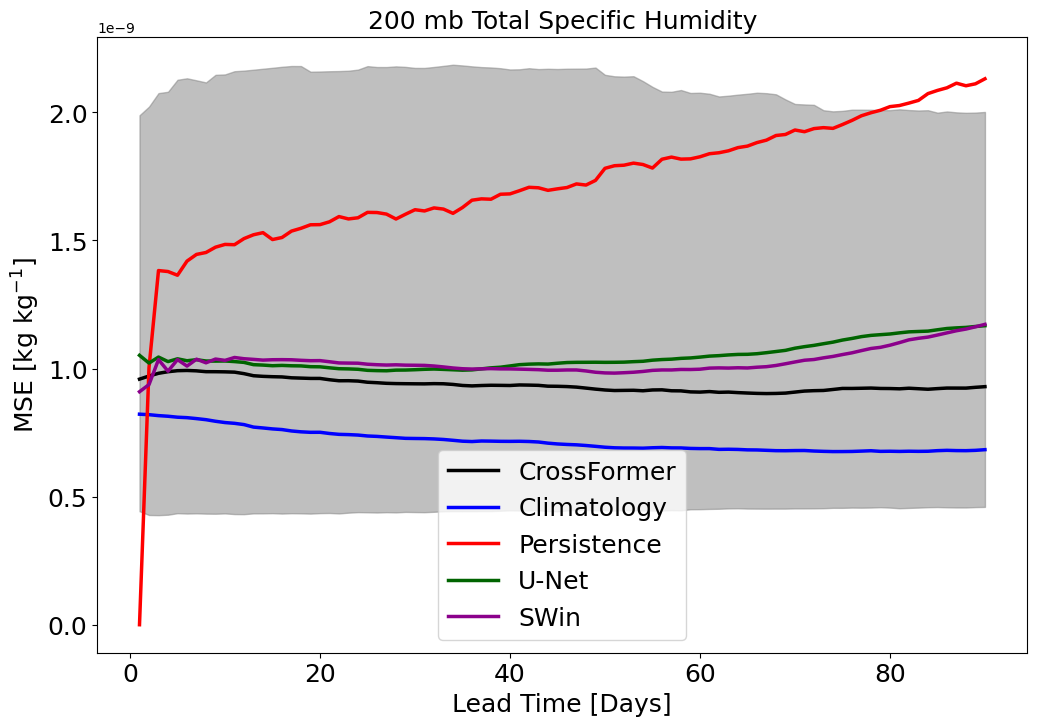 200 mb Total Specific Humidity
1e−9
MSE [kg kg⁻¹]
2.0
1.5
1.0
0.5
0.0
CrossFormer
Climatology
Persistence
U-Net
SWin
0 20 40 60 80
Lead Time [Days]